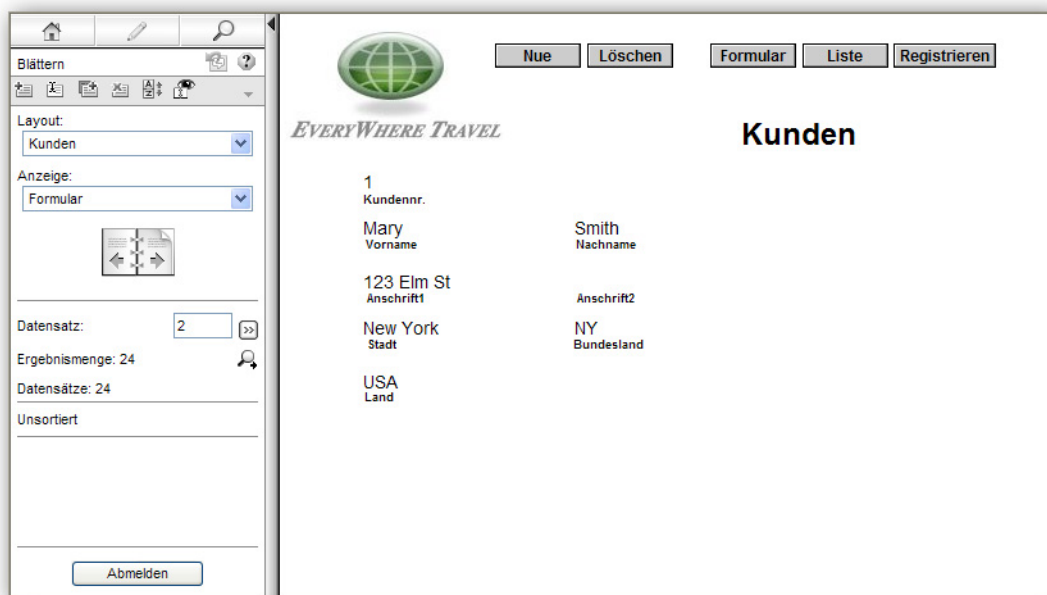 Blättern
Layout:
Kunden
Anzeige:
Formular
Datensatz: 2
Ergebnismenge: 24
Datensätze: 24
Unsortiert
Abmelden
Nue Löschen Formular Liste Registrieren
EVERYWHERE TRAVEL
Kunden
1
Kundennr.
Mary Smith
Vorname Nachname
123 Elm St
Anschrift1 Anschrift2
New York NY
Stadt Bundesland
USA
Land